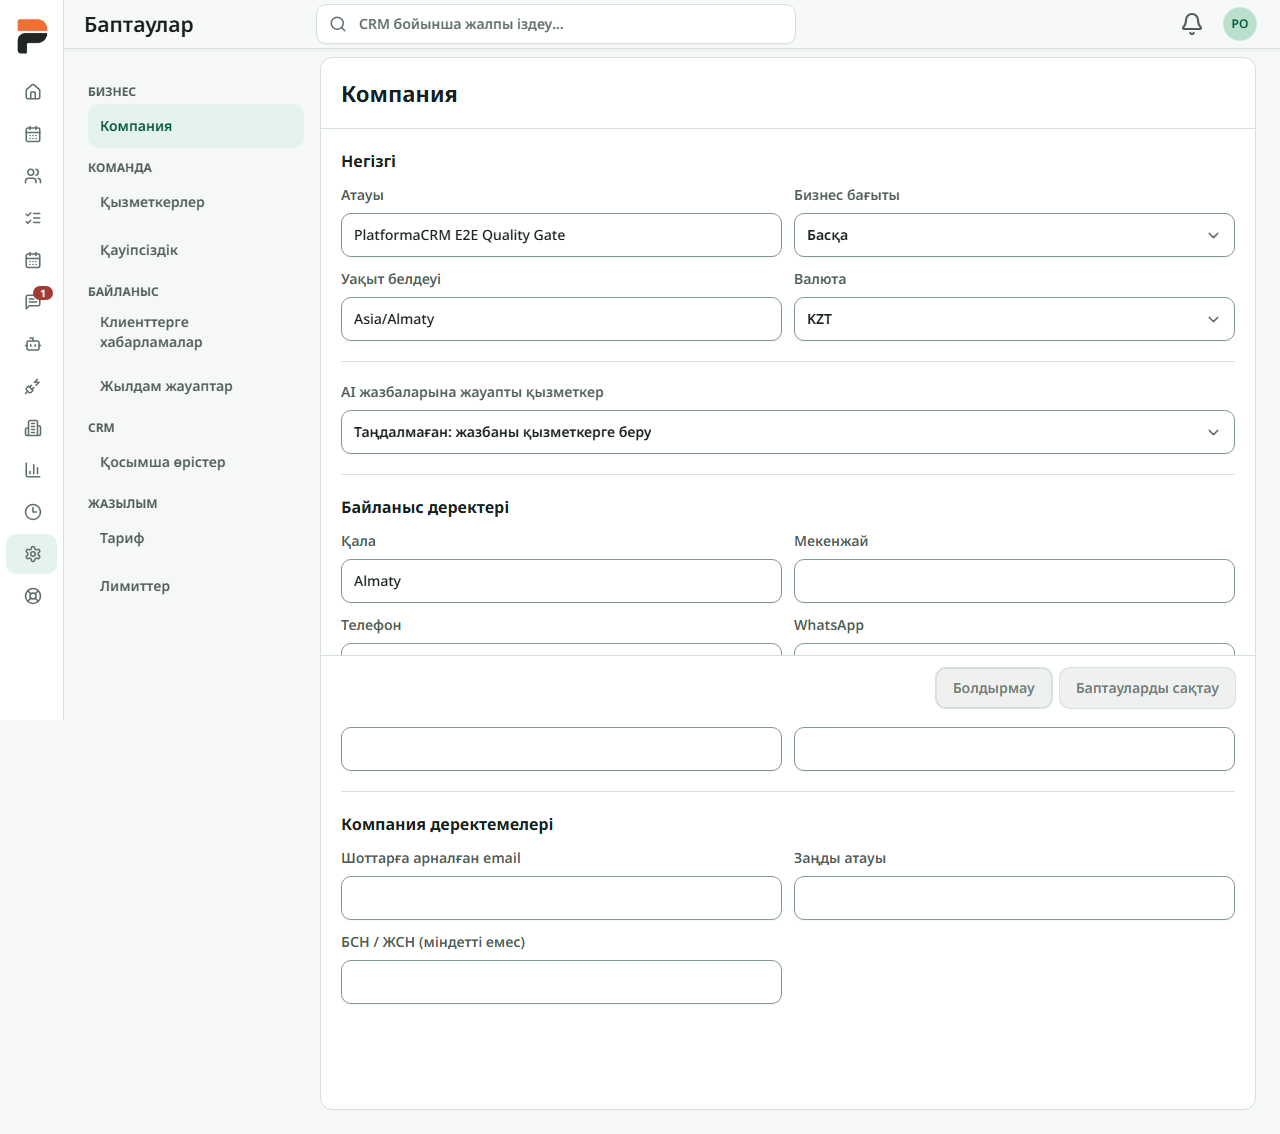 Баптаулар
CRM бойынша жалпы іздеу...
PO
1
БИЗНЕС
Компания
КОМАНДА
Қызметкерлер
Қауіпсіздік
БАЙЛАНЫС
Клиенттерге
хабарламалар
Жылдам жауаптар
CRM
Қосымша өрістер
ЖАЗЫЛЫМ
Тариф
Лимиттер
Компания
Негізгі
Атауы
Бизнес бағыты
PlatformaCRM E2E Quality Gate
Басқа
Уақыт белдеуі
Валюта
Asia/Almaty
KZT
AI жазбаларына жауапты қызметкер
Таңдалмаған: жазбаны қызметкерге беру
Байланыс деректері
Қала
Мекенжай
Almaty
Телефон
WhatsApp
Болдырмау
Баптауларды сақтау
Компания деректемелері
Шоттарға арналған email
Заңды атауы
БСН / ЖСН (міндетті емес)